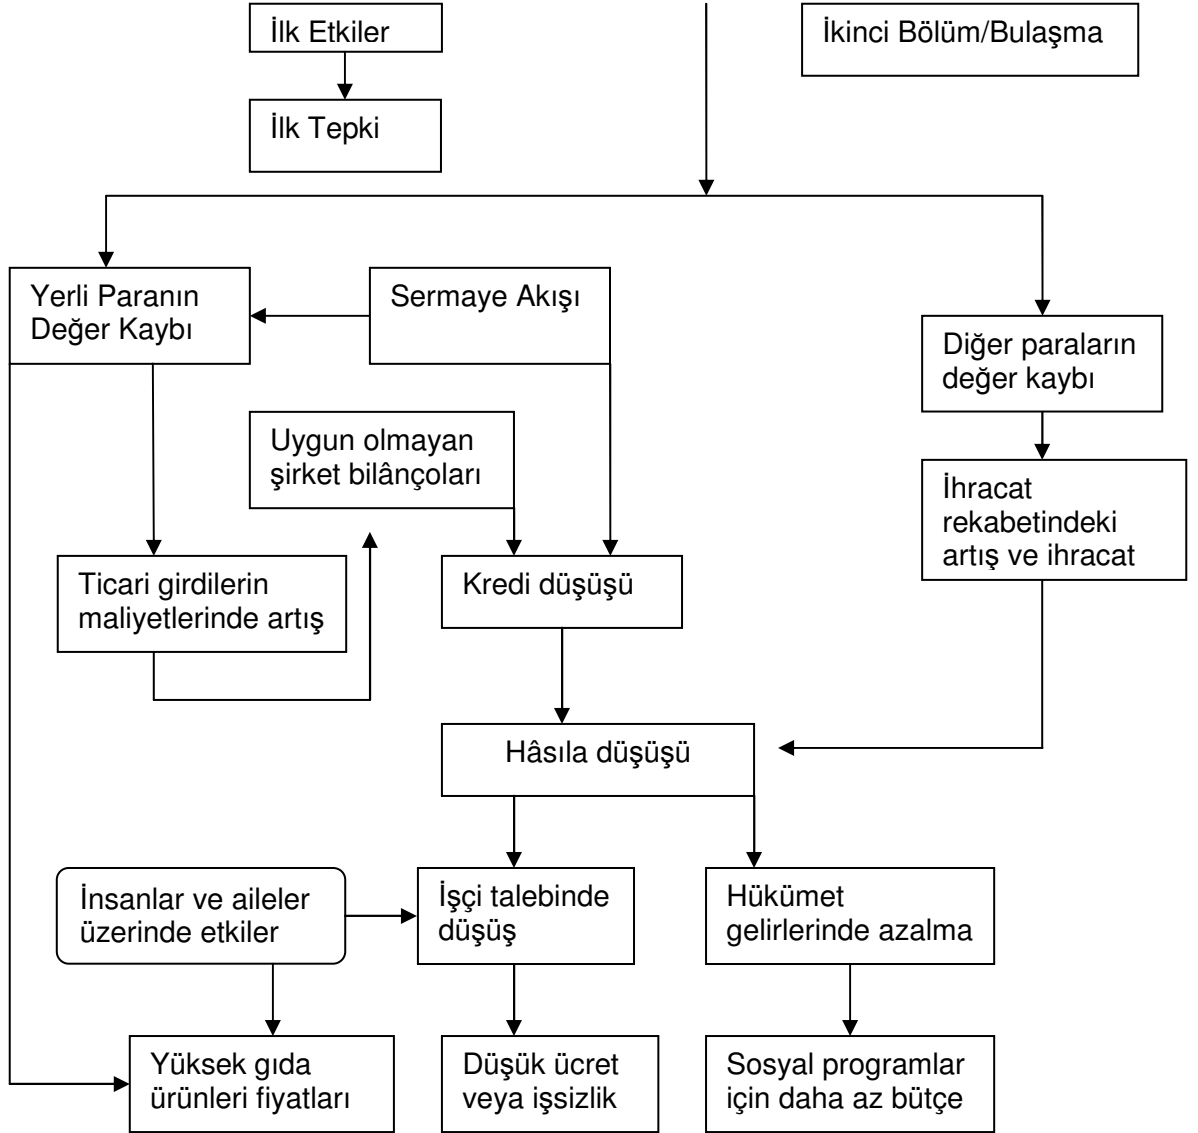 İlk Etkiler
İkinci Bölüm/Bulaşma
İlk Tepki
Yerli Paranın
Değer Kaybı
Sermaye Akışı
Diğer paraların
değer kaybı
Uygun olmayan
şirket bilânçoları
İhracat
rekabetindeki
artış ve ihracat
Ticari girdilerin
maliyetlerinde artış
Kredi düşüşü
Hâsıla düşüşü
İnsanlar ve aileler
üzerinde etkiler
İşçi talebinde
düşüş
Hükümet
gelirlerinde azalma
Yüksek gıda
ürünleri fiyatları
Düşük ücret
veya işsizlik
Sosyal programlar
için daha az bütçe